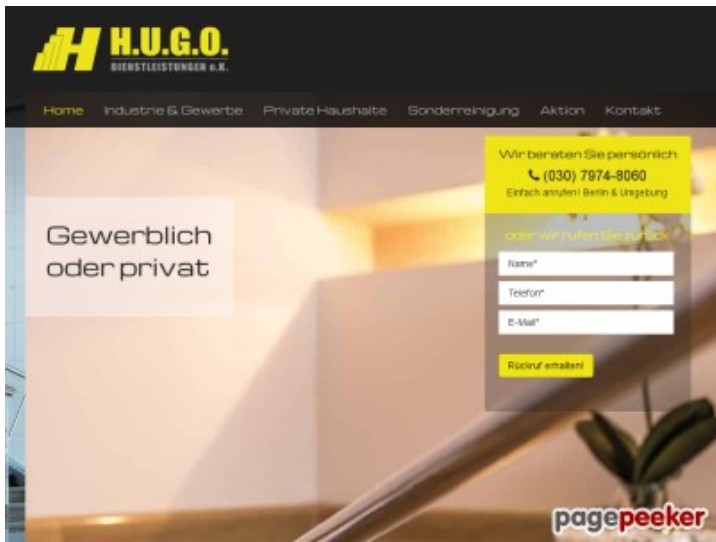 H.U.G.O.
DIENSTLEISTUNGEN e.K.
Home Industrie & Gewerbe Private Haushalte Sonderreinigung Aktion Kontakt
Wir beraten Sie persönlich
(030) 7974-8060
Einfach anrufen! Berlin & Umgebung
Gewerblich
oder privat
oder wir rufen Sie zurück
Name*
Telefon*
E-Mail*
Rückruf erhalten!
pagepeeker